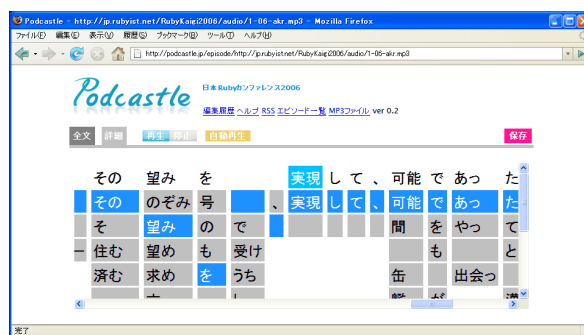 Podcastle - http://jp.rubyist.net/RubyKaigi2006/audio/1-06-akr.mp3 - Mozilla Firefox
ファイル(F) 編集(E) 表示(V) 履歴(S) ブックマーク(B) ツール(T) ヘルプ(H)
http://podcastle.jp/episode/http://jp.rubyist.net/RubyKaigi2006/audio/1-06-akr.mp3
Podcastle
日本Rubyカンファレンス2006
編集履歴 ヘルプ RSS エピソード一覧 MP3ファイル ver 0.2
全文 詳細 再生 停止 自動再生 保存
その 望み を 実現 し て 、 可能 で あっ た
その のぞみ 号 、 実現 し て 、 可能 で あっ た
そ 望み の で 間 を やっ て
ー 住む 望め も 受け も と
済む 求め を うち 缶 出会っ
完了